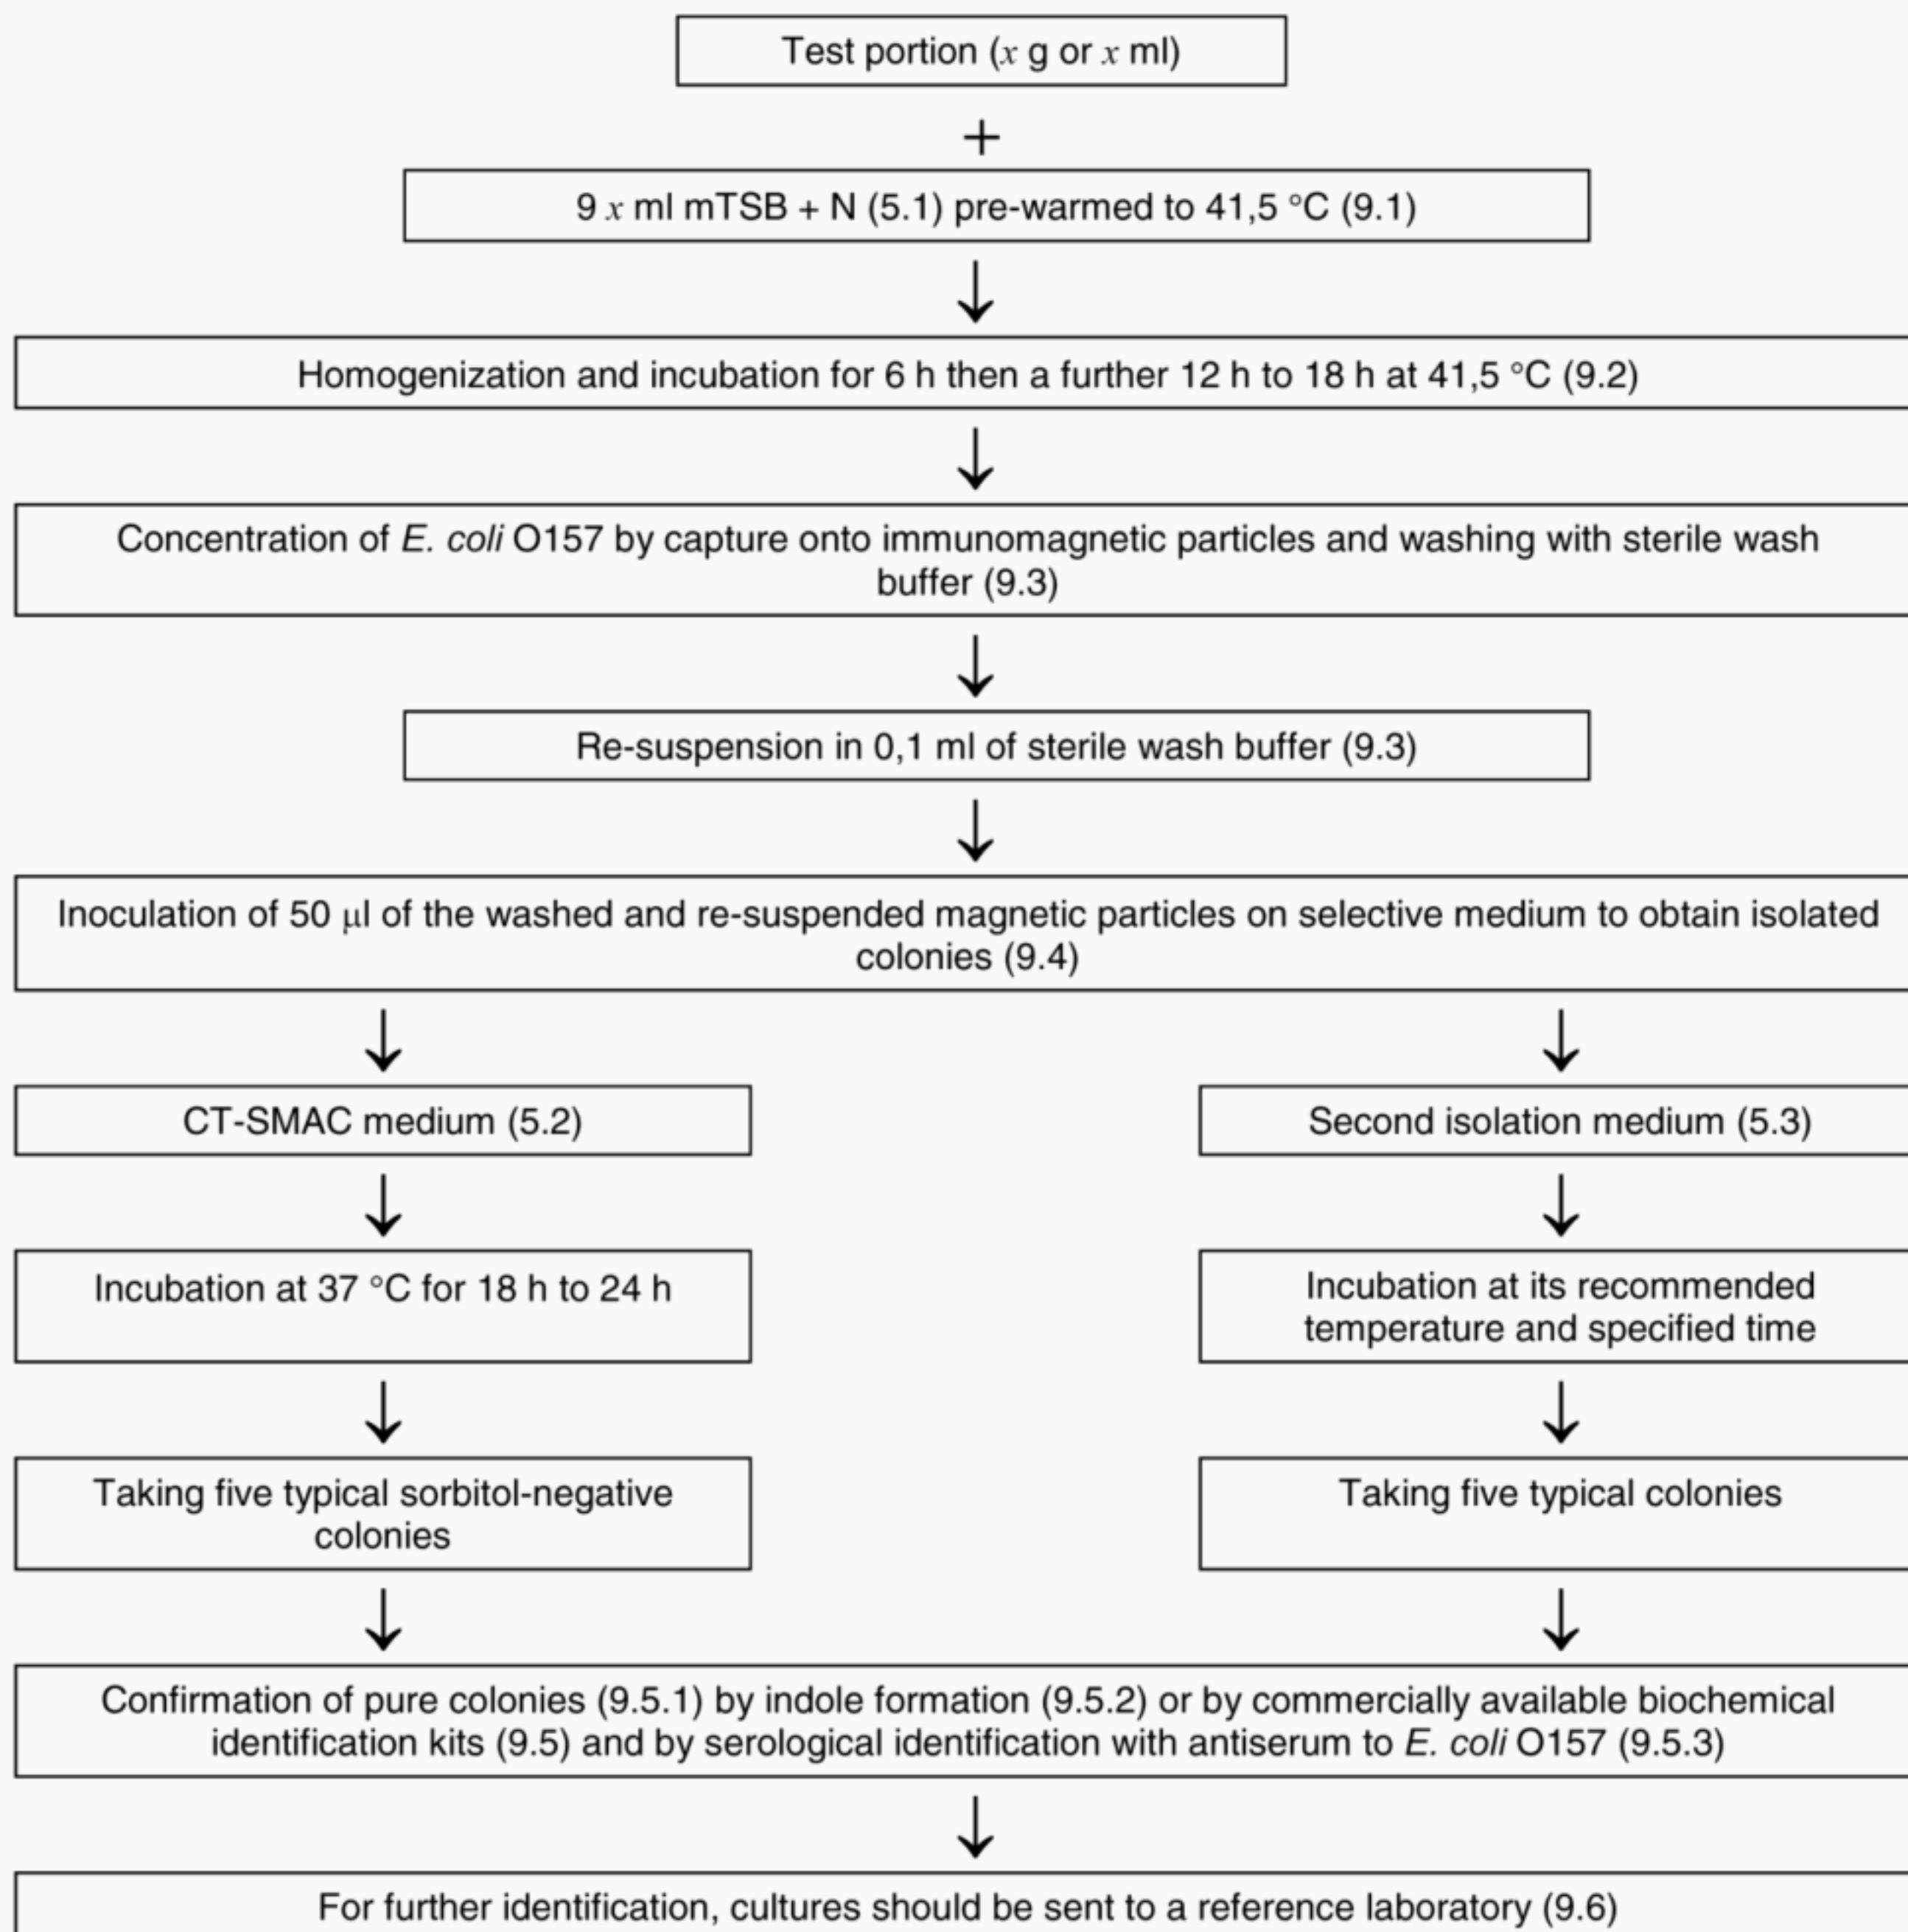 Test portion (x g or x ml)
+
9 x ml mTSB + N (5.1) pre-warmed to 41,5 °C (9.1)
Homogenization and incubation for 6 h then a further 12 h to 18 h at 41,5 °C (9.2)
Concentration of E. coli O157 by capture onto immunomagnetic particles and washing with sterile wash
buffer (9.3)
Re-suspension in 0,1 ml of sterile wash buffer (9.3)
Inoculation of 50 µl of the washed and re-suspended magnetic particles on selective medium to obtain isolated
colonies (9.4)
CT-SMAC medium (5.2)
Second isolation medium (5.3)
Incubation at 37 °C for 18 h to 24 h
Incubation at its recommended
temperature and specified time
Taking five typical sorbitol-negative
colonies
Taking five typical colonies
Confirmation of pure colonies (9.5.1) by indole formation (9.5.2) or by commercially available biochemical
identification kits (9.5) and by serological identification with antiserum to E. coli O157 (9.5.3)
For further identification, cultures should be sent to a reference laboratory (9.6)